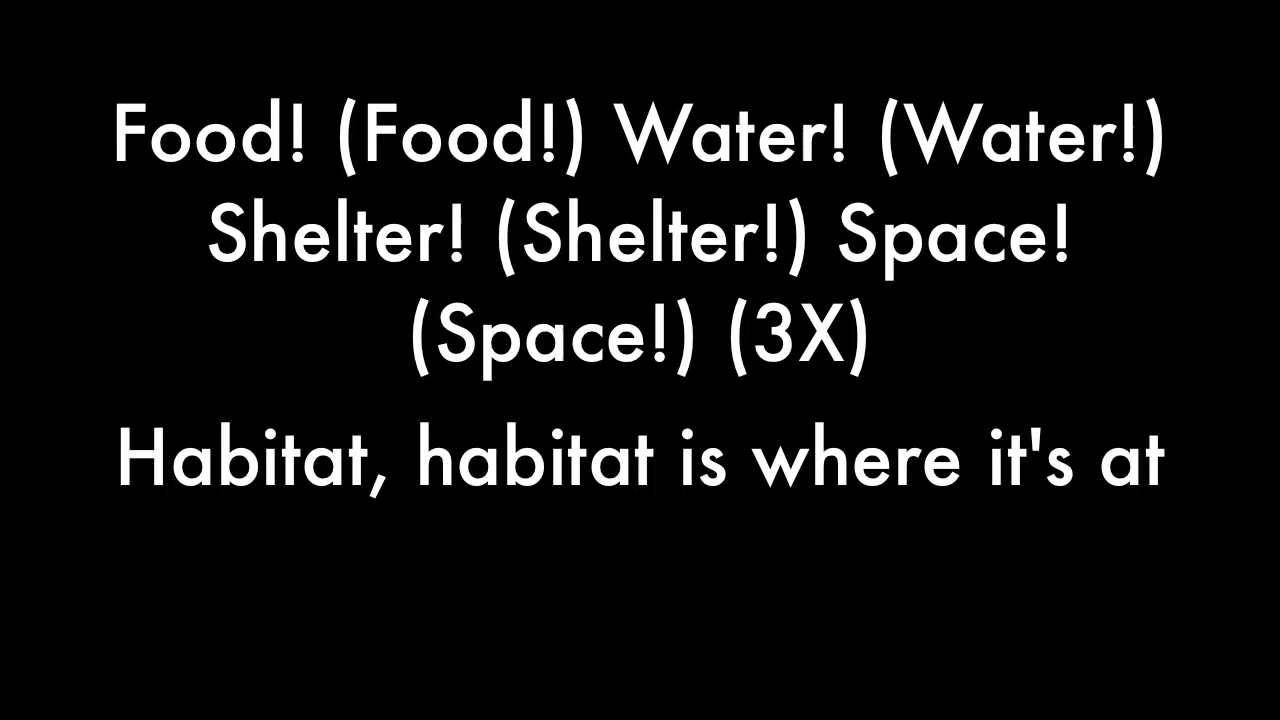 Food! (Food!) Water! (Water!)
Shelter! (Shelter!) Space!
(Space!) (3X)
Habitat, habitat is where it's at